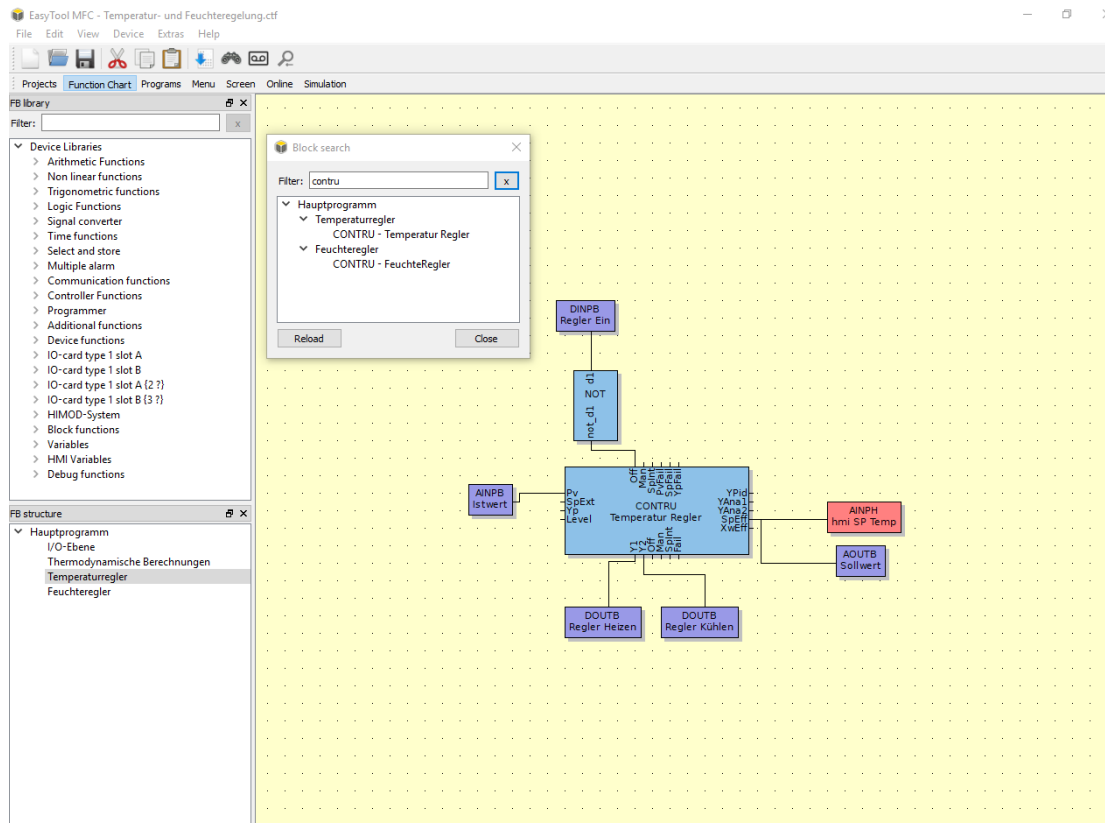 EasyTool MFC - Temperatur- und Feuchteregelung.ctf
File Edit View Device Extras Help
Projects Function Chart Programs Menu Screen Online Simulation
FB library
Filter: x
Device Libraries
Arithmetic Functions
Non linear functions
Trigonometric functions
Logic Functions
Signal converter
Time functions
Select and store
Multiple alarm
Communication functions
Controller Functions
Programmer
Additional functions
Device functions
IO-card type 1 slot A
IO-card type 1 slot B
IO-card type 1 slot A {2 ?}
IO-card type 1 slot B {3 ?}
HIMOD-System
Block functions
Variables
HMI Variables
Debug functions
FB structure
Hauptprogramm
I/O-Ebene
Thermodynamische Berechnungen
Temperaturregler
Feuchteregler
Block search
Filter: contru x
Hauptprogramm
Temperaturregler
CONTRU - Temperatur Regler
Feuchteregler
CONTRU - FeuchteRegler
Reload Close
DINPB
Regler Ein
d1
NOT
not_d1
Off Man SpInt PvFail SpFail YpFail
AINPB
Istwert
Pv
SpExt
Yp
Level
CONTRU
Temperatur Regler
YPid
YAna1
YAna2
SpEff
XwEff
Y1 Y2 Off Man SpInt Fail
AINPH
hmi SP Temp
AOUTB
Sollwert
DOUTB
Regler Heizen
DOUTB
Regler Kühlen